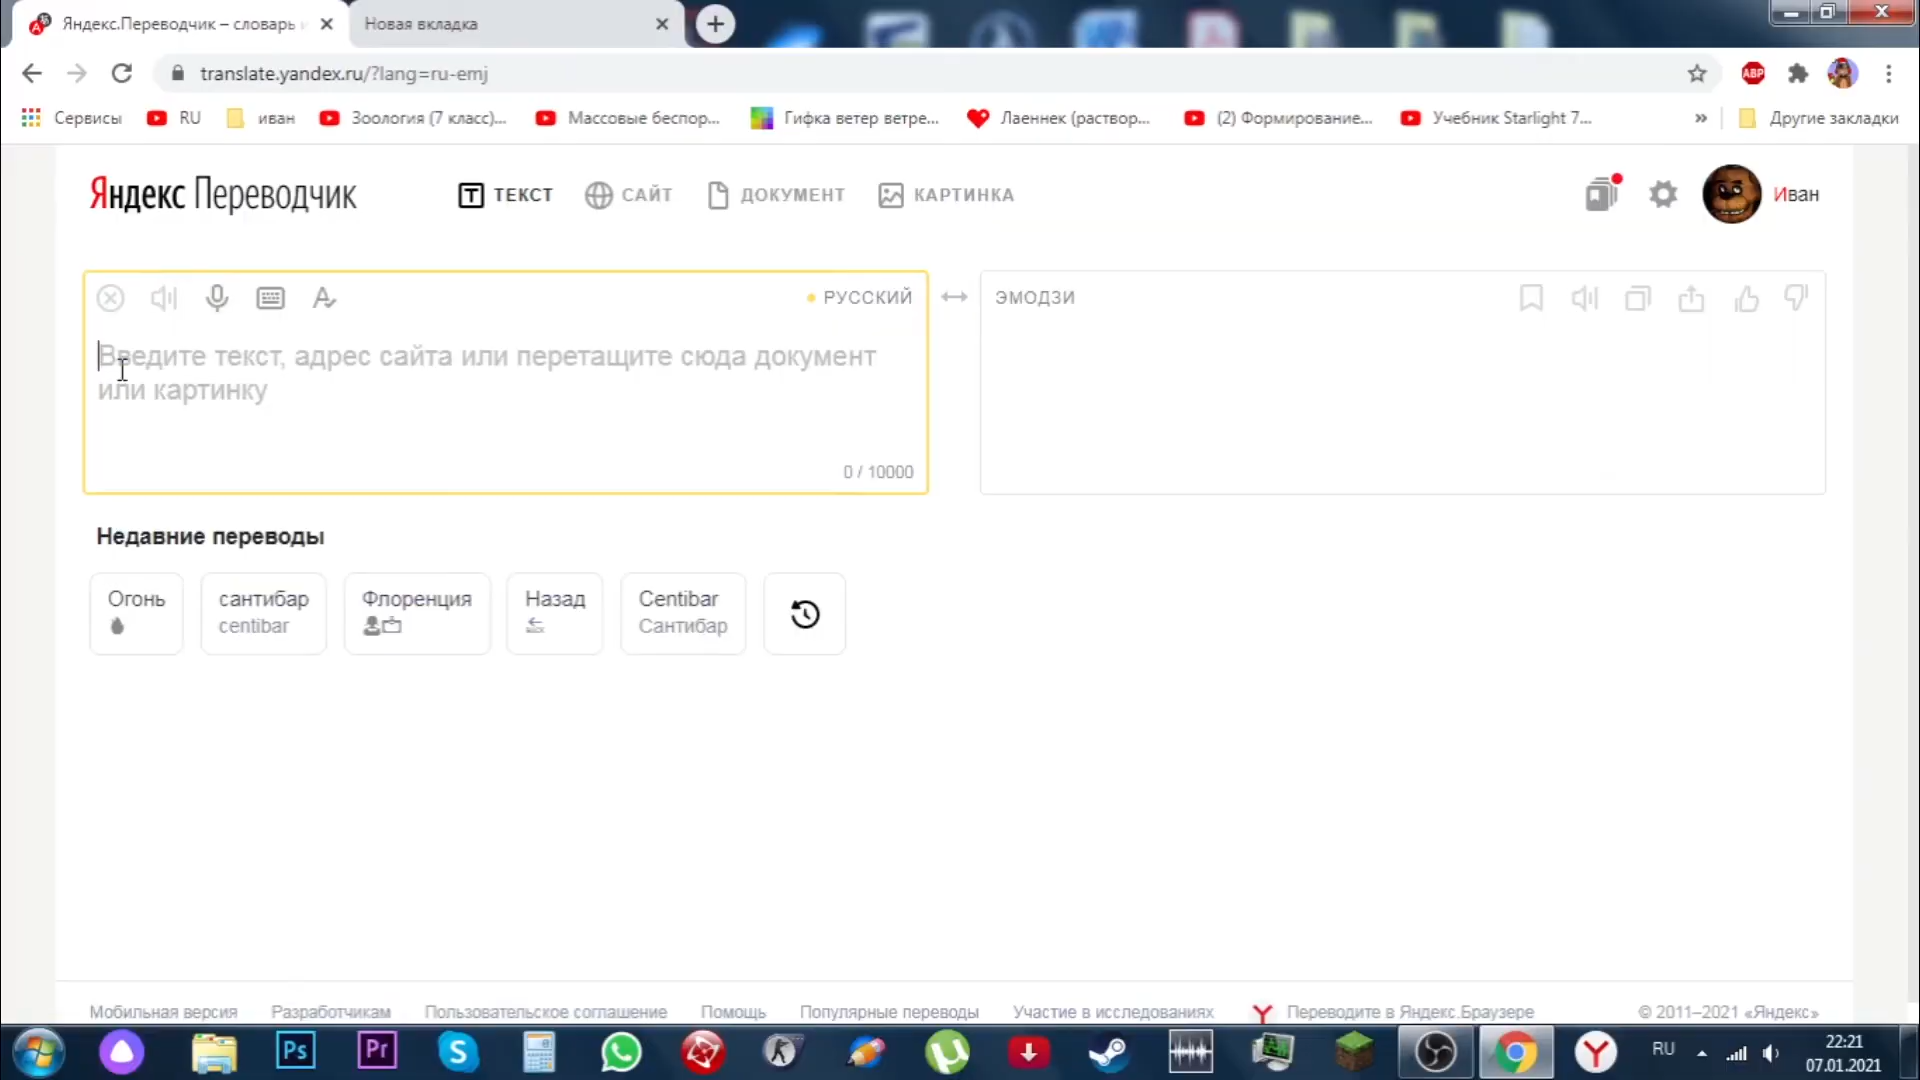 Яндекс.Переводчик – словарь и
Новая вкладка
translate.yandex.ru/?lang=ru-emj
ABP
Сервисы
RU
иван
Зоология (7 класс)...
Массовые беспор...
Гифка ветер ветре...
Лаеннек (раствор...
(2) Формирование...
Учебник Starlight 7...
»
Другие закладки
Яндекс Переводчик
ТЕКСТ
САЙТ
ДОКУМЕНТ
КАРТИНКА
Иван
РУССКИЙ
ЭМОДЗИ
Введите текст, адрес сайта или перетащите сюда документ
или картинку
0 / 10000
Недавние переводы
Огонь
сантибар
centibar
Флоренция
Назад
Centibar
Сантибар
Мобильная версия
Разработчикам
Пользовательское соглашение
Помощь
Популярные переводы
Участие в исследованиях
Переводите в Яндекс.Браузере
© 2011–2021 «Яндекс»
Ps
Pr
RU
22:21
07.01.2021